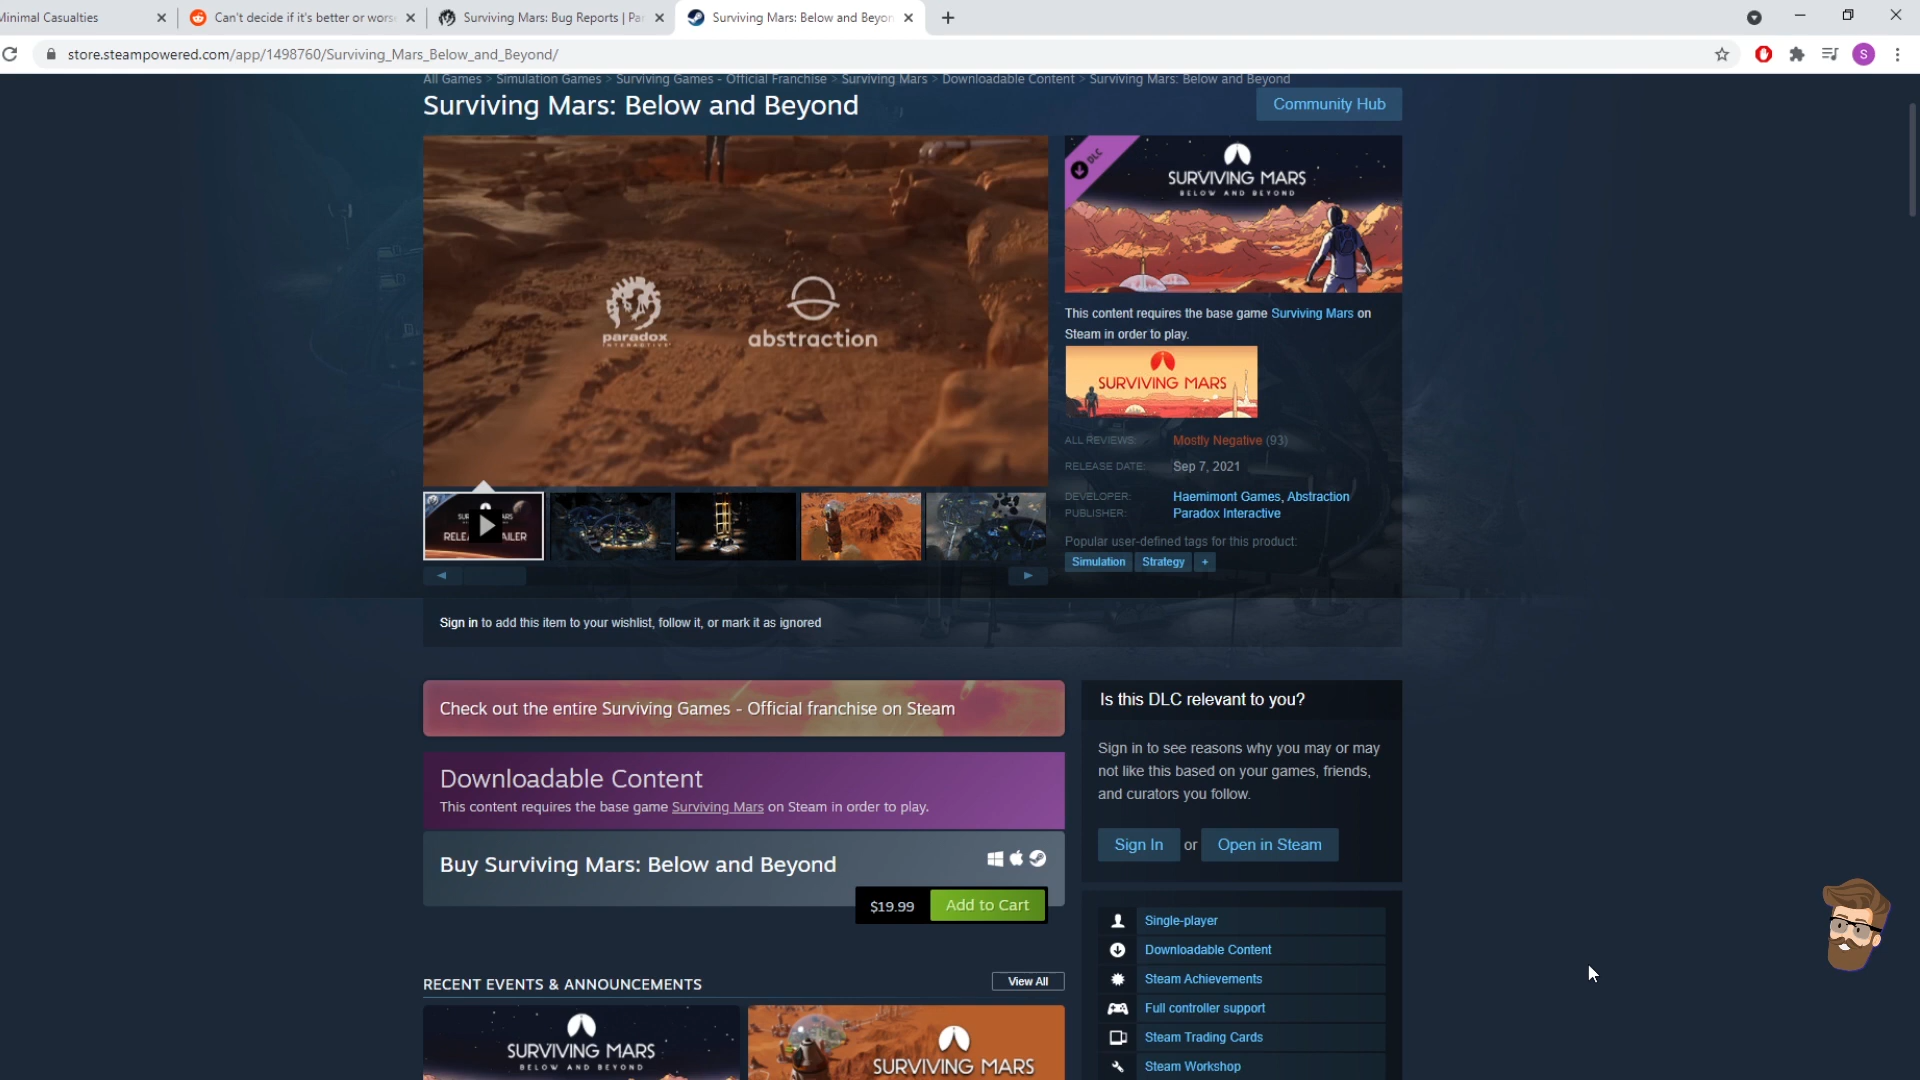 Minimal Casualties
Can't decide if it's better or worse
Surviving Mars: Bug Reports | Pa
Surviving Mars: Below and Beyon
store.steampowered.com/app/1498760/Surviving_Mars_Below_and_Beyond/
S
All Games > Simulation Games > Surviving Games - Official Franchise > Surviving Mars > Downloadable Content > Surviving Mars: Below and Beyond
Surviving Mars: Below and Beyond
Community Hub
paradox
INTERACTIVE
abstraction
DLC
SURVIVING MARS
BELOW AND BEYOND
This content requires the base game Surviving Mars on
Steam in order to play.
SURVIVING MARS
ALL REVIEWS: Mostly Negative (93)
RELEASE DATE: Sep 7, 2021
DEVELOPER: Haemimont Games, Abstraction
PUBLISHER: Paradox Interactive
Popular user-defined tags for this product:
Simulation Strategy +
Sign in to add this item to your wishlist, follow it, or mark it as ignored
Check out the entire Surviving Games - Official franchise on Steam
Downloadable Content
This content requires the base game Surviving Mars on Steam in order to play.
Buy Surviving Mars: Below and Beyond
$19.99 Add to Cart
Is this DLC relevant to you?
Sign in to see reasons why you may or may
not like this based on your games, friends,
and curators you follow.
Sign In or Open in Steam
Single-player
Downloadable Content
Steam Achievements
Full controller support
Steam Trading Cards
Steam Workshop
RECENT EVENTS & ANNOUNCEMENTS
View All
SURVIVING MARS
BELOW AND BEYOND
SURVIVING MARS